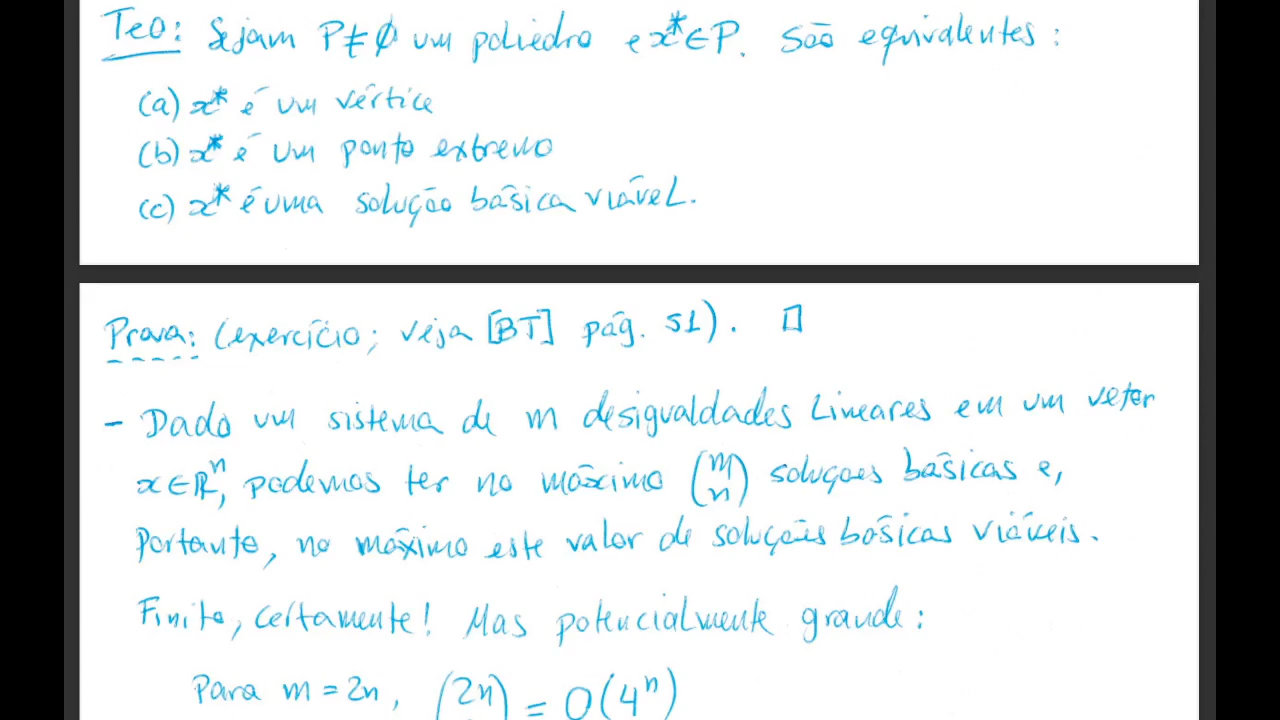 Teo: Sejam P ≠ ∅ um poliedro e x* ∈ P. São equivalentes:
(a) x* é um vértice
(b) x* é um ponto extremo
(c) x* é uma solução básica viável.
Prova: (exercício; veja [BT] pág. 51). □
- Dado um sistema de m desigualdades lineares em um vetor
x ∈ ℝⁿ, podemos ter no máximo (m n) soluções básicas e,
portanto, no máximo este valor de soluções básicas viáveis.
Finito, certamente! Mas potencialmente grande:
Para m = 2n, (2n = O(4ⁿ)